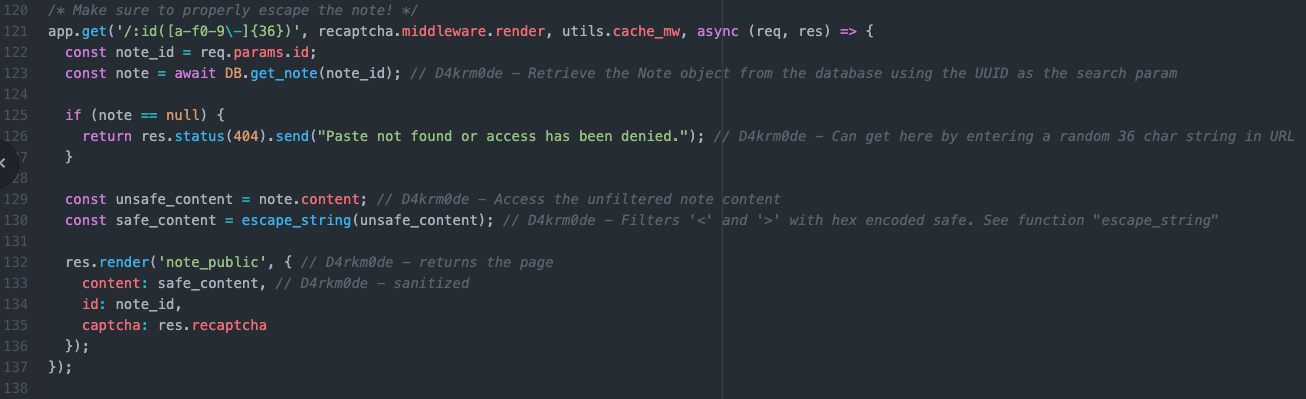 120 /* Make sure to properly escape the note! */
121 app.get('/:id([a-f0-9\-]{36})', recaptcha.middleware.render, utils.cache_mw, async (req, res) => {
122   const note_id = req.params.id;
123   const note = await DB.get_note(note_id); // D4krm0de – Retrieve the Note object from the database using the UUID as the search param
124
125   if (note == null) {
126     return res.status(404).send("Paste not found or access has been denied."); // D4krm0de – Can get here by entering a random 36 char string in URL
27   }
28
129   const unsafe_content = note.content; // D4krm0de – Access the unfiltered note content
130   const safe_content = escape_string(unsafe_content); // D4krm0de – Filters '<' and '>' with hex encoded safe. See function "escape_string"
131
132   res.render('note_public', { // D4rkm0de – returns the page
133     content: safe_content, // D4rkm0de – sanitized
134     id: note_id,
135     captcha: res.recaptcha
136   });
137 });
138